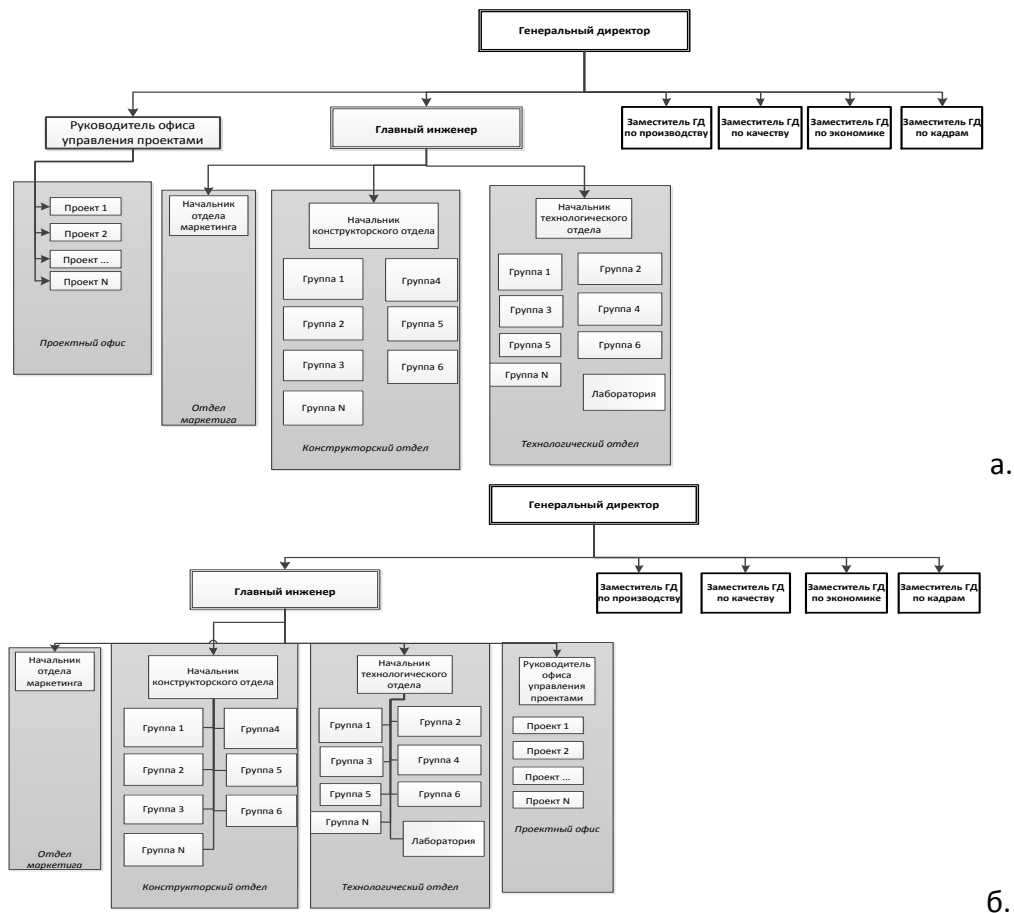 Генеральный директор
Руководитель офиса
управления проектами
Главный инженер
Заместитель ГД
по производству
Заместитель ГД
по качеству
Заместитель ГД
по экономике
Заместитель ГД
по кадрам
Проект 1
Проект 2
Проект ...
Проект N
Проектный офис
Начальник
отдела
маркетинга
Отдел
маркетига
Начальник
конструкторского отдела
Группа 1
Группа4
Группа 2
Группа 5
Группа 3
Группа 6
Группа N
Конструкторский отдел
Начальник
технологического
отдела
Группа 1
Группа 2
Группа 3
Группа 4
Группа 5
Группа 6
Группа N
Лаборатория
Технологический отдел
а.
Генеральный директор
Главный инженер
Заместитель ГД
по производству
Заместитель ГД
по качеству
Заместитель ГД
по экономике
Заместитель ГД
по кадрам
Начальник
отдела
маркетинга
Отдел
маркетига
Начальник
конструкторского отдела
Группа 1
Группа4
Группа 2
Группа 5
Группа 3
Группа 6
Группа N
Конструкторский отдел
Начальник
технологического
отдела
Группа 1
Группа 2
Группа 3
Группа 4
Группа 5
Группа 6
Группа N
Лаборатория
Технологический отдел
Руководитель
офиса
управления
проектами
Проект 1
Проект 2
Проект ...
Проект N
Проектный офис
б.